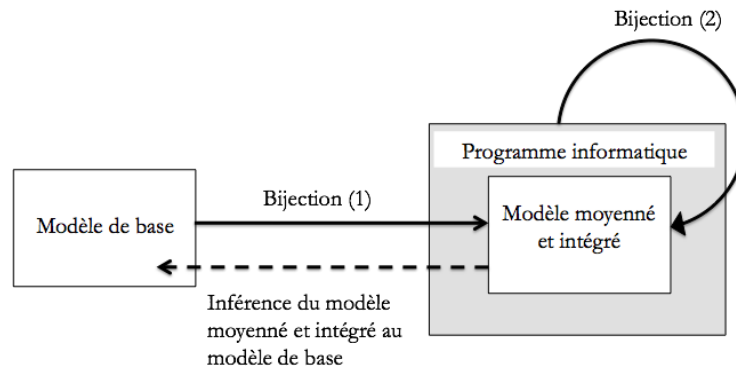 Bijection (2)
Programme informatique
Modèle de base
Bijection (1)
Modèle moyenné
et intégré
Inférence du modèle
moyenné et intégré au
modèle de base